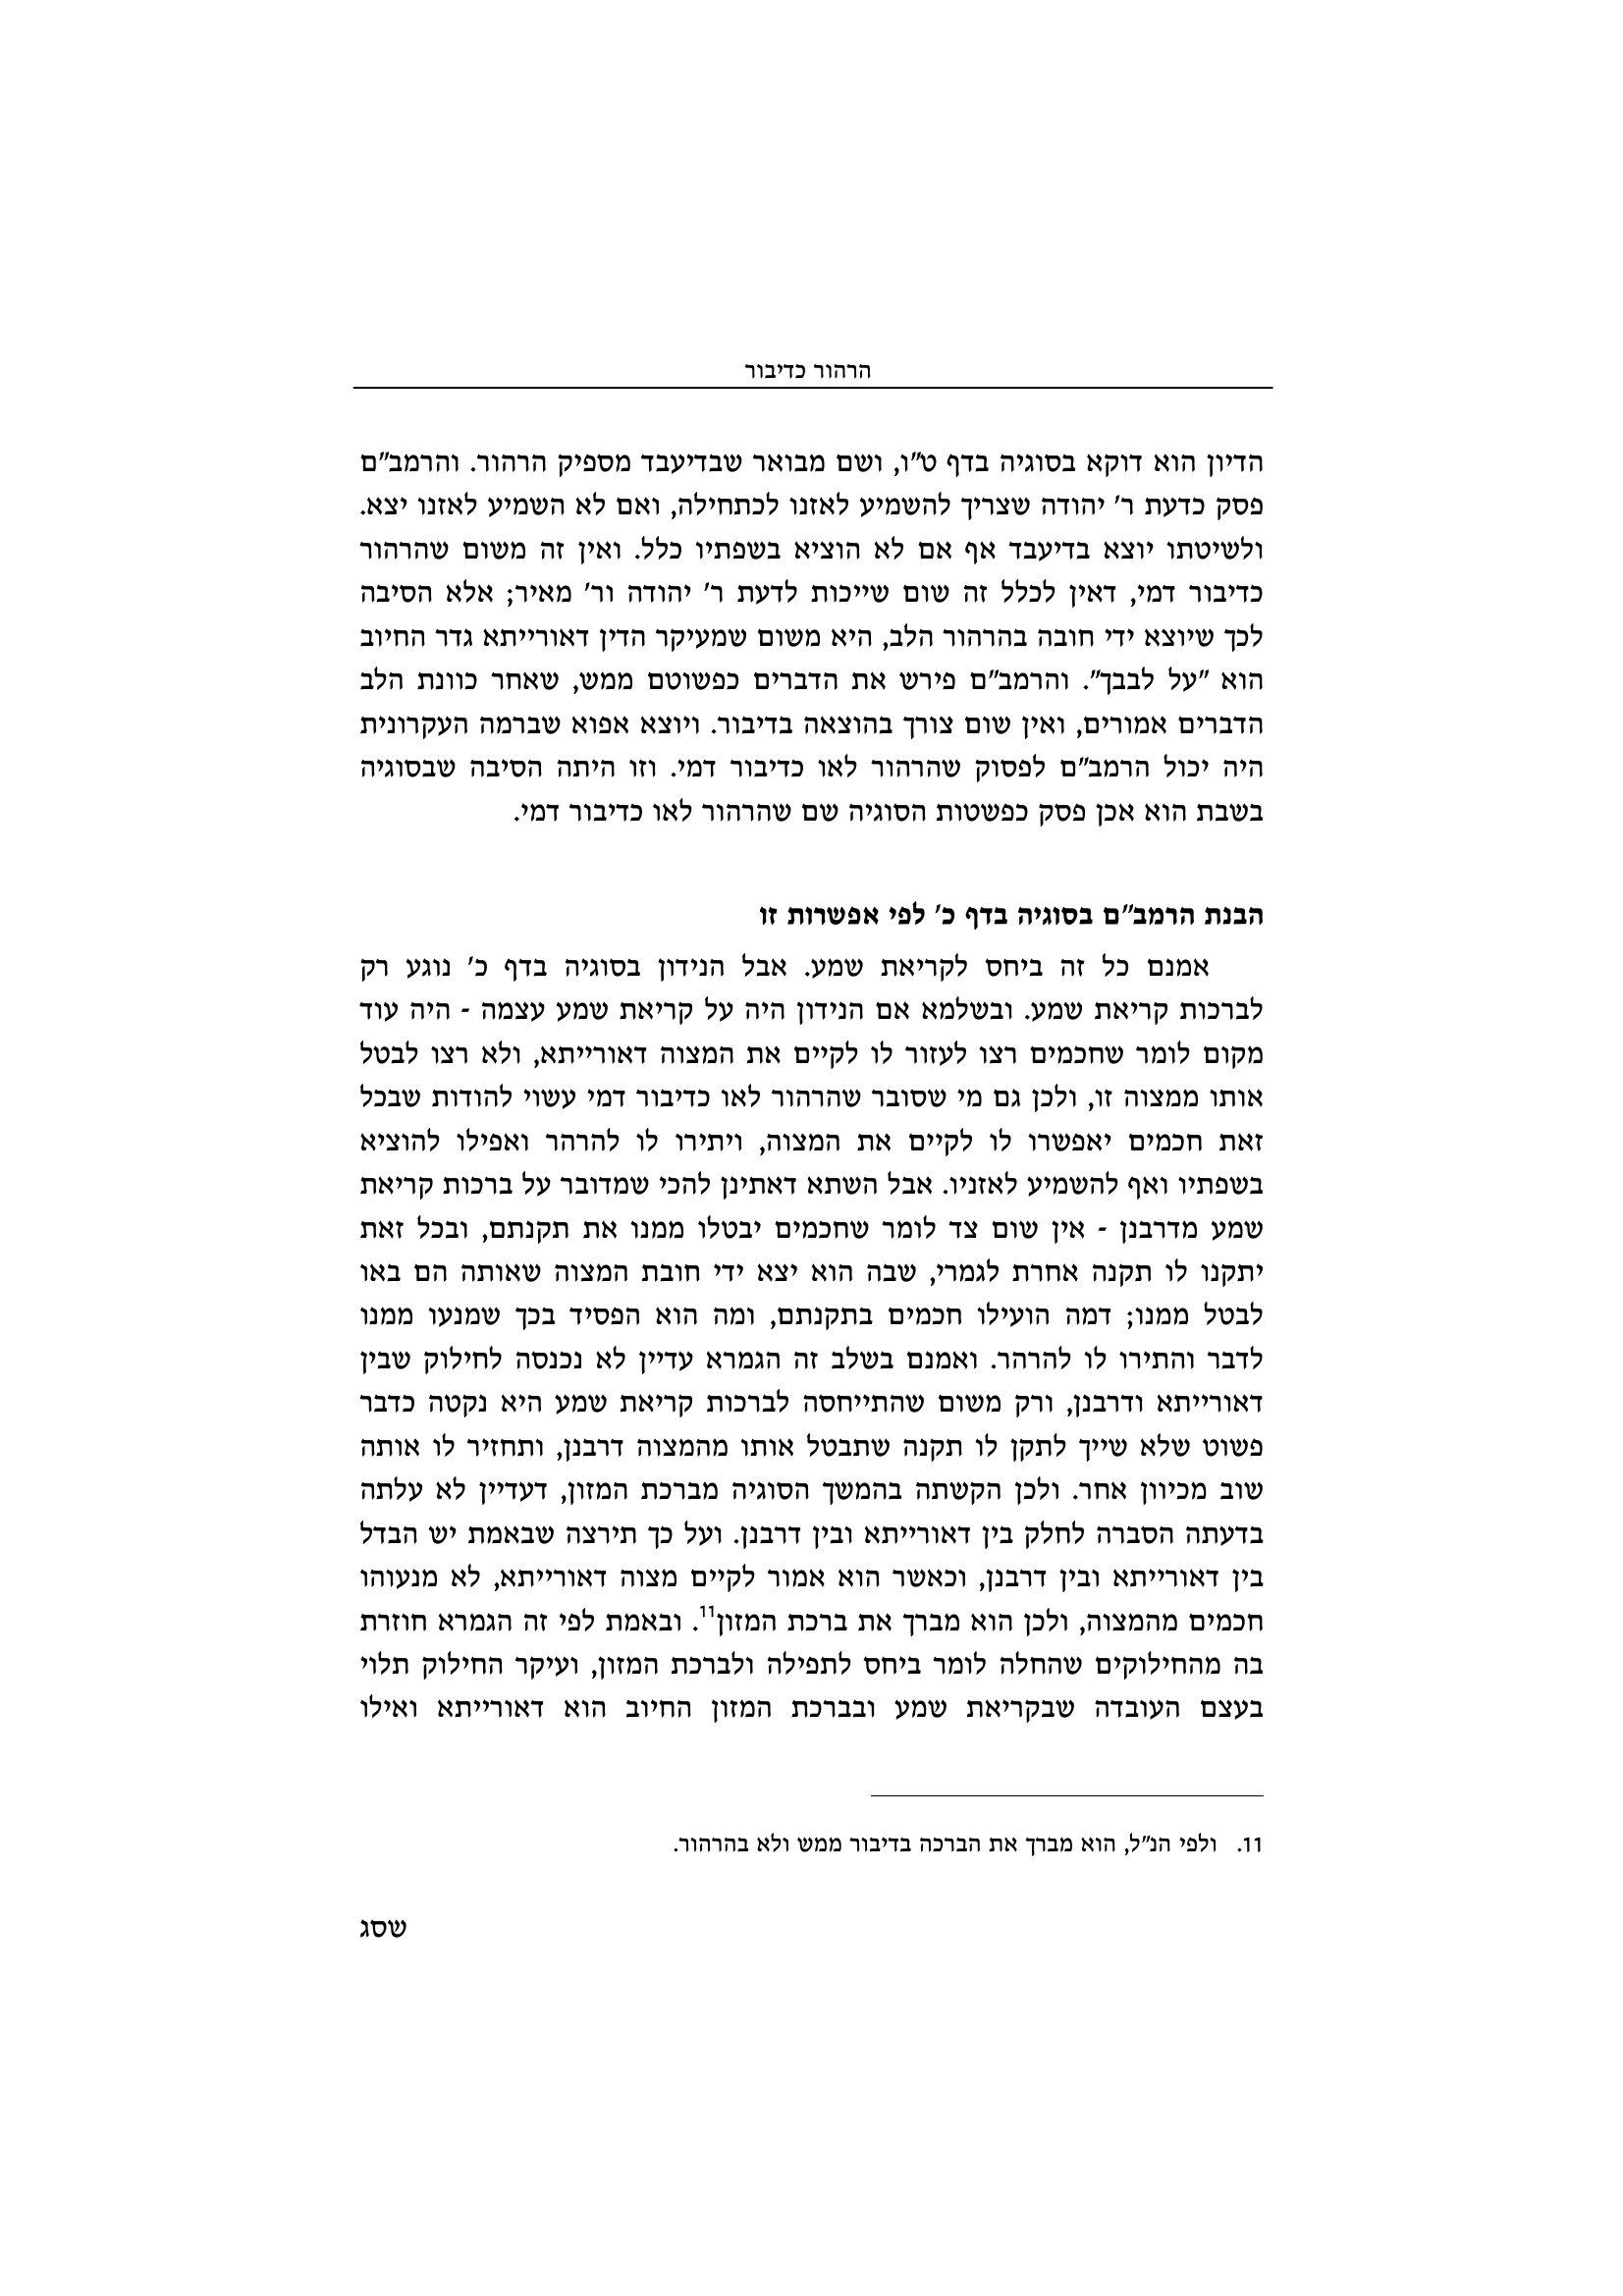 הרהור כדיבור
הדיון הוא דוקא בסוגיה בדף ט"ו, ושם מבואר שבדיעבד מספיק הרהור. והרמב"ם
פסק כדעת ר' יהודה שצריך להשמיע לאזנו לכתחילה, ואם לא השמיע לאזנו יצא.
ולשיטתו יוצא בדיעבד אף אם לא הוציא בשפתיו כלל. ואין זה משום שהרהור
כדיבור דמי, דאין לכלל זה שום שייכות לדעת ר' יהודה ור' מאיר; אלא הסיבה
לכך שיוצא ידי חובה בהרהור הלב, היא משום שמעיקר הדין דאורייתא גדר החיוב
הוא "על לבבך". והרמב"ם פירש את הדברים כפשוטם ממש, שאחר כוונת הלב
הדברים אמורים, ואין שום צורך בהוצאה בדיבור. ויוצא אפוא שברמה העקרונית
היה יכול הרמב"ם לפסוק שהרהור לאו כדיבור דמי. וזו היתה הסיבה שבסוגיה
בשבת הוא אכן פסק כפשטות הסוגיה שם שהרהור לאו כדיבור דמי.
הבנת הרמב"ם בסוגיה בדף כ' לפי אפשרות זו
אמנם כל זה ביחס לקריאת שמע. אבל הנידון בסוגיה בדף כ' נוגע רק
לברכות קריאת שמע. ובשלמא אם הנידון היה על קריאת שמע עצמה - היה עוד
מקום לומר שחכמים רצו לעזור לו לקיים את המצוה דאורייתא, ולא רצו לבטל
אותו ממצוה זו, ולכן גם מי שסובר שהרהור לאו כדיבור דמי עשוי להודות שבכל
זאת חכמים יאפשרו לו לקיים את המצוה, ויתירו לו להרהר ואפילו להוציא
בשפתיו ואף להשמיע לאזניו. אבל השתא דאתינן להכי שמדובר על ברכות קריאת
שמע מדרבנן - אין שום צד לומר שחכמים יבטלו ממנו את תקנתם, ובכל זאת
יתקנו לו תקנה אחרת לגמרי, שבה הוא יצא ידי חובת המצוה שאותה הם באו
לבטל ממנו; דמה הועילו חכמים בתקנתם, ומה הוא הפסיד בכך שמנעו ממנו
לדבר והתירו לו להרהר. ואמנם בשלב זה הגמרא עדיין לא נכנסה לחילוק שבין
דאורייתא ודרבנן, ורק משום שהתייחסה לברכות קריאת שמע היא נקטה כדבר
פשוט שלא שייך לתקן לו תקנה שתבטל אותו מהמצוה דרבנן, ותחזיר לו אותה
שוב מכיוון אחר. ולכן הקשתה בהמשך הסוגיה מברכת המזון, דעדיין לא עלתה
בדעתה הסברה לחלק בין דאורייתא ובין דרבנן. ועל כך תירצה שבאמת יש הבדל
בין דאורייתא ובין דרבנן, וכאשר הוא אמור לקיים מצוה דאורייתא, לא מנעוהו
חכמים מהמצוה, ולכן הוא מברך את ברכת המזון11. ובאמת לפי זה הגמרא חוזרת
בה מהחילוקים שהחלה לומר ביחס לתפילה ולברכת המזון, ועיקר החילוק תלוי
בעצם העובדה שבקריאת שמע ובברכת המזון החיוב הוא דאורייתא ואילו
11. ולפי הנ"ל, הוא מברך את הברכה בדיבור ממש ולא בהרהור.
שסג